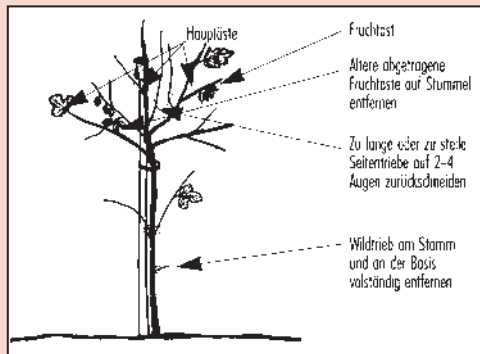 Hauptäste
Fruchtast
Ältere abgetragene
Fruchtäste auf Stummel
entfernen
Zu lange oder zu steile
Seitentriebe auf 2–4
Augen zurückschneiden
Wildtrieb am Stamm
und an der Basis
vollständig entfernen